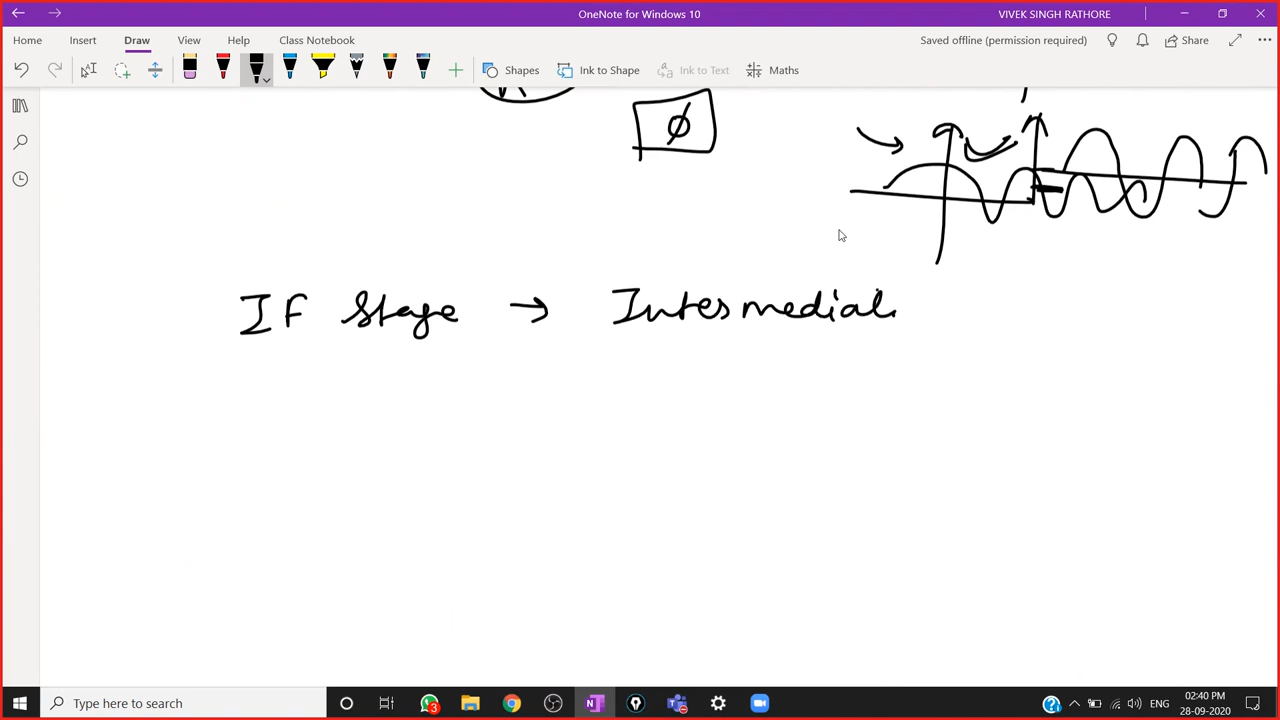 OneNote for Windows 10
VIVEK SINGH RATHORE
Home Insert Draw View Help Class Notebook
Saved offline (permission required) Share
Shapes Ink to Shape Ink to Text Maths
φ
IF Stage → Intermediat
Type here to search
3
ENG
02:40 PM
28-09-2020